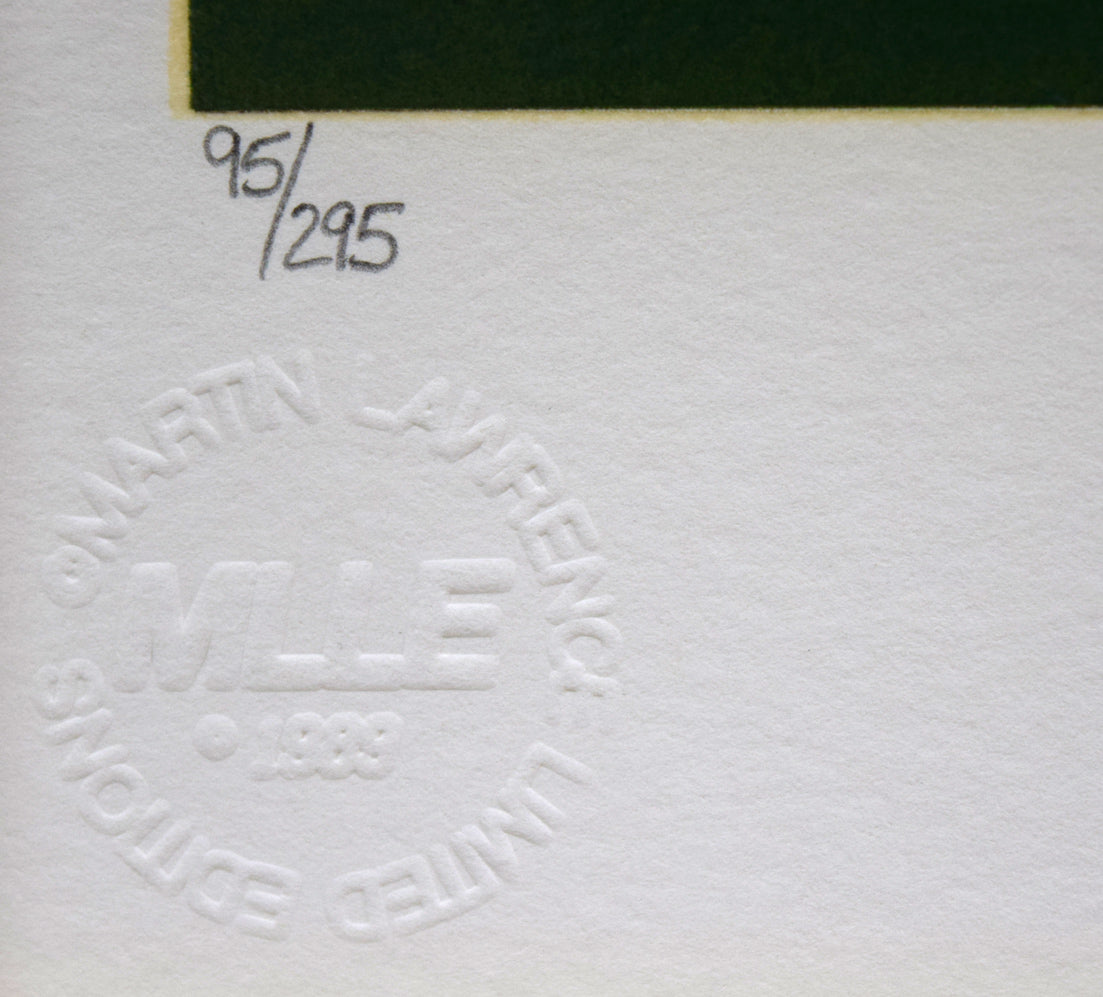 95/295
© MARTIN LAWRENCE
MLLE
© 1989
LIMITED EDITIONS